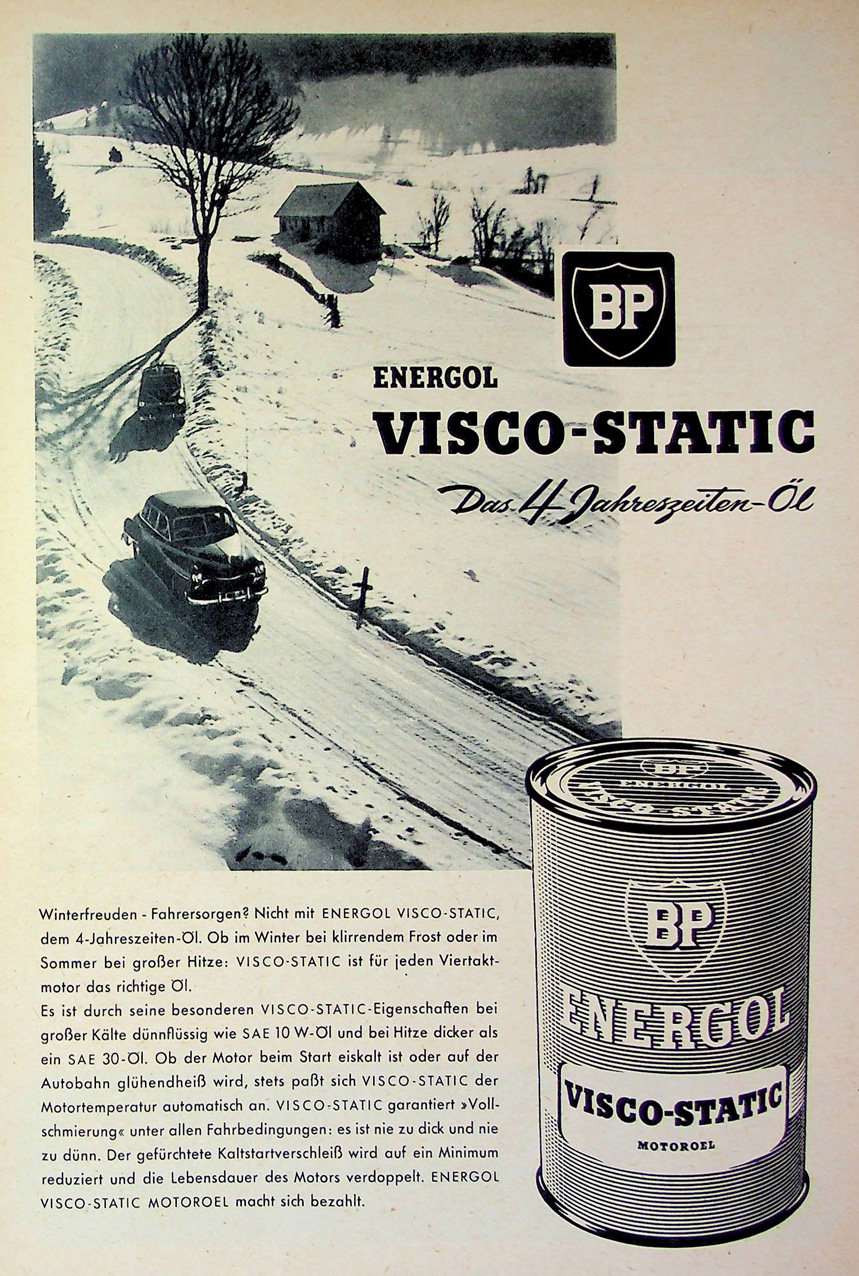 BP
ENERGOL
VISCO-STATIC
Das 4 Jahreszeiten-Öl
Winterfreuden - Fahrersorgen? Nicht mit ENERGOL VISCO-STATIC,
dem 4-Jahreszeiten-Öl. Ob im Winter bei klirrendem Frost oder im
Sommer bei großer Hitze: VISCO-STATIC ist für jeden Viertakt-
motor das richtige Öl.
Es ist durch seine besonderen VISCO-STATIC-Eigenschaften bei
großer Kälte dünnflüssig wie SAE 10 W-Öl und bei Hitze dicker als
ein SAE 30-Öl. Ob der Motor beim Start eiskalt ist oder auf der
Autobahn glühendheiß wird, stets paßt sich VISCO-STATIC der
Motortemperatur automatisch an. VISCO-STATIC garantiert »Voll-
schmierung« unter allen Fahrbedingungen: es ist nie zu dick und nie
zu dünn. Der gefürchtete Kaltstartverschleiß wird auf ein Minimum
reduziert und die Lebensdauer des Motors verdoppelt. ENERGOL
VISCO-STATIC MOTOROEL macht sich bezahlt.
BP
ENERGOL
VISCO-STATIC
BP
ENERGOL
VISCO-STATIC
MOTOROEL